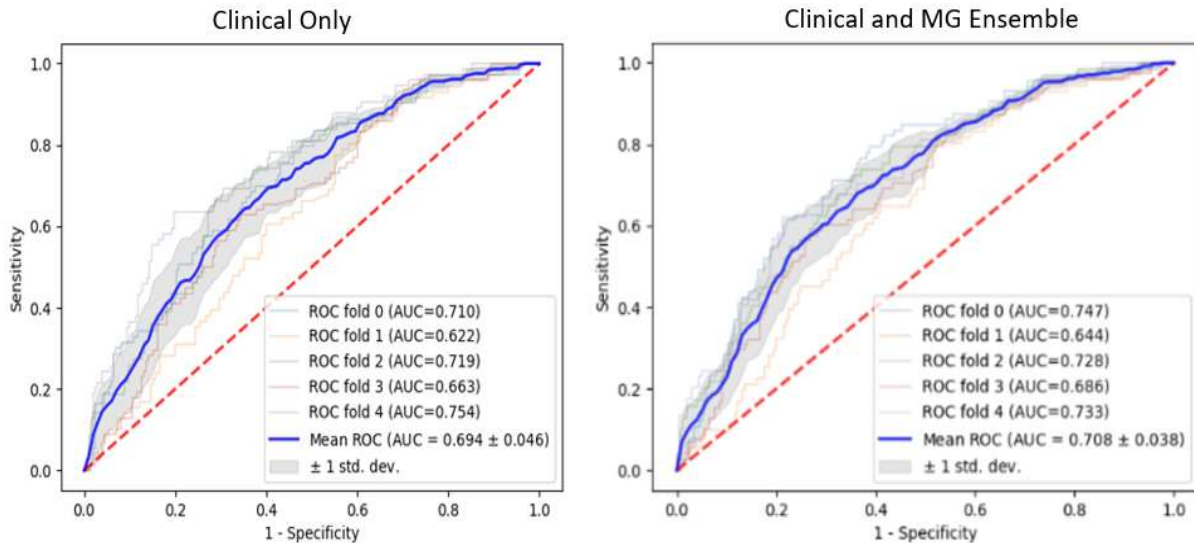 Clinical Only
1.0
0.8
0.6
0.4
0.2
0.0
Sensitivity
ROC fold 0 (AUC=0.710)
ROC fold 1 (AUC=0.622)
ROC fold 2 (AUC=0.719)
ROC fold 3 (AUC=0.663)
ROC fold 4 (AUC=0.754)
Mean ROC (AUC = 0.694 ± 0.046)
± 1 std. dev.
0.0 0.2 0.4 0.6 0.8 1.0
1 - Specificity
Clinical and MG Ensemble
1.0
0.8
0.6
0.4
0.2
0.0
Sensitivity
ROC fold 0 (AUC=0.747)
ROC fold 1 (AUC=0.644)
ROC fold 2 (AUC=0.728)
ROC fold 3 (AUC=0.686)
ROC fold 4 (AUC=0.733)
Mean ROC (AUC = 0.708 ± 0.038)
± 1 std. dev.
0.0 0.2 0.4 0.6 0.8 1.0
1 - Specificity